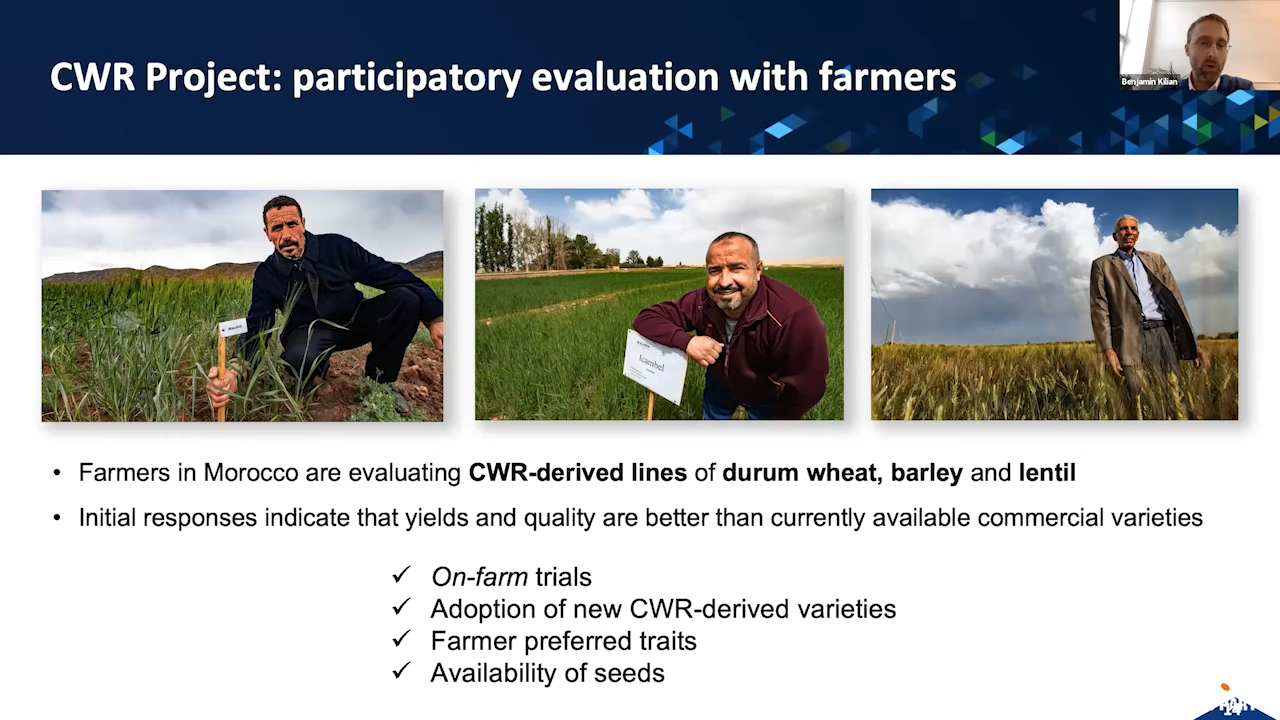 CWR Project: participatory evaluation with farmers
Benjamin Kilian
Icambel
• Farmers in Morocco are evaluating CWR-derived lines of durum wheat, barley and lentil
• Initial responses indicate that yields and quality are better than currently available commercial varieties
✓ On-farm trials
✓ Adoption of new CWR-derived varieties
✓ Farmer preferred traits
✓ Availability of seeds